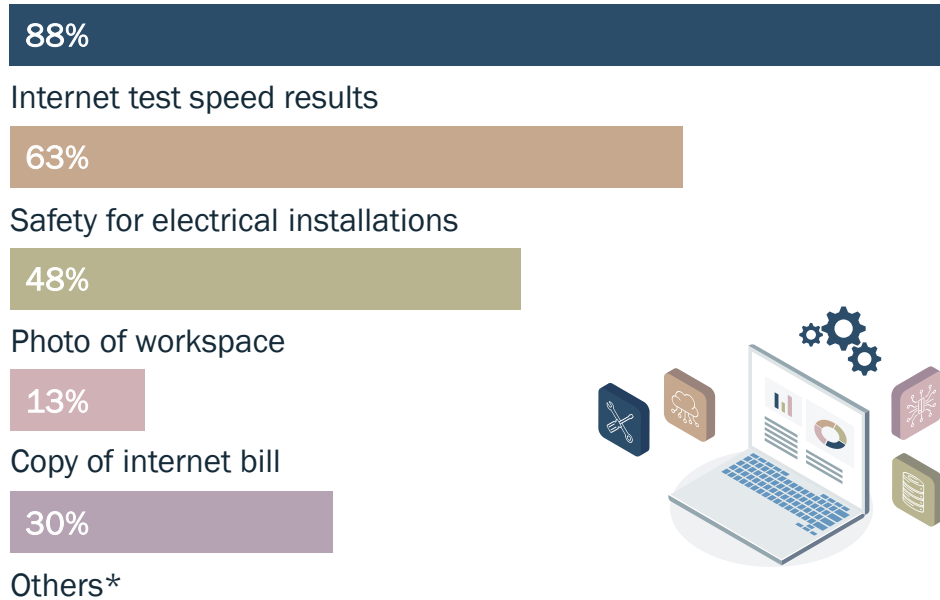 88%
Internet test speed results
63%
Safety for electrical installations
48%
Photo of workspace
13%
Copy of internet bill
30%
Others*